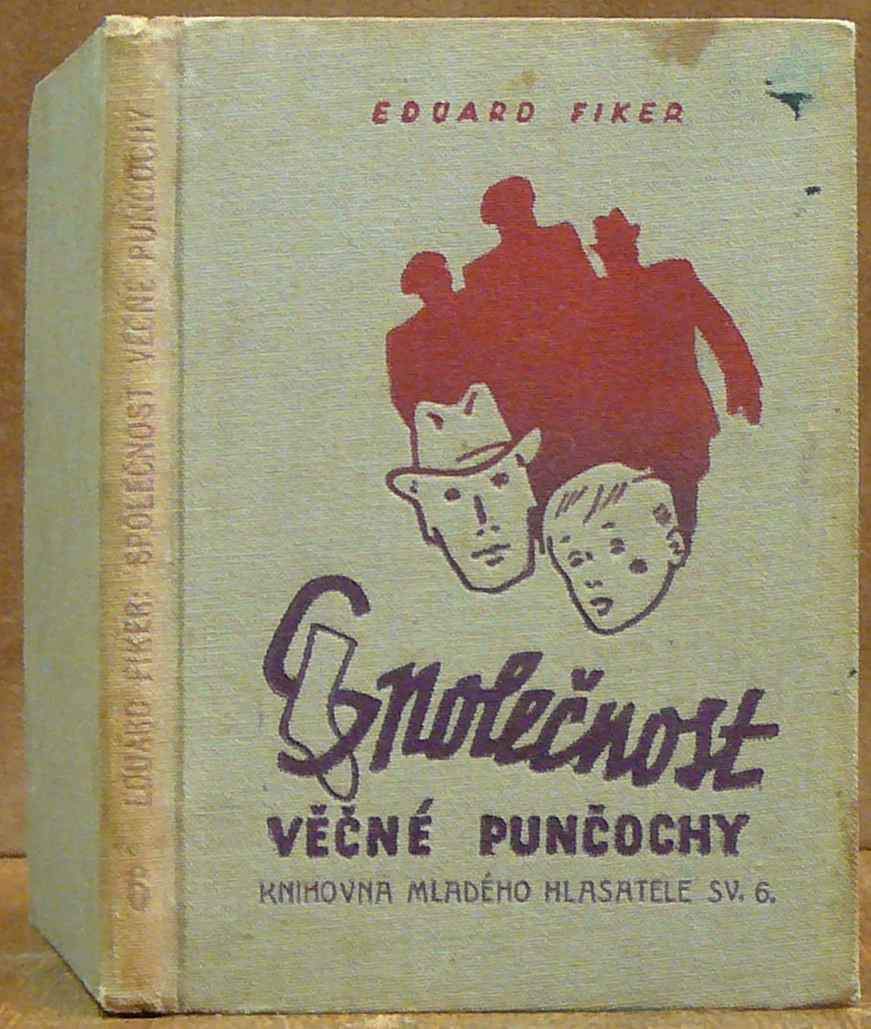 EDUARD FIKER
Společnost
VĚČNÉ PUNČOCHY
KNIHOVNA MLADÉHO HLASATELE SV. 6.
EDUARD FIKER: SPOLEČNOST VĚČNÉ PUNČOCHY